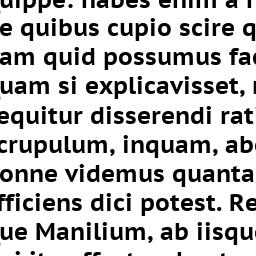 uippe: habes enim a r
e quibus cupio scire q
am quid possumus fac
uam si explicavisset, n
equitur disserendi rati
crupulum, inquam, abe
onne videmus quanta
fficiens dici potest. Re
ue Manilium, ab iisque